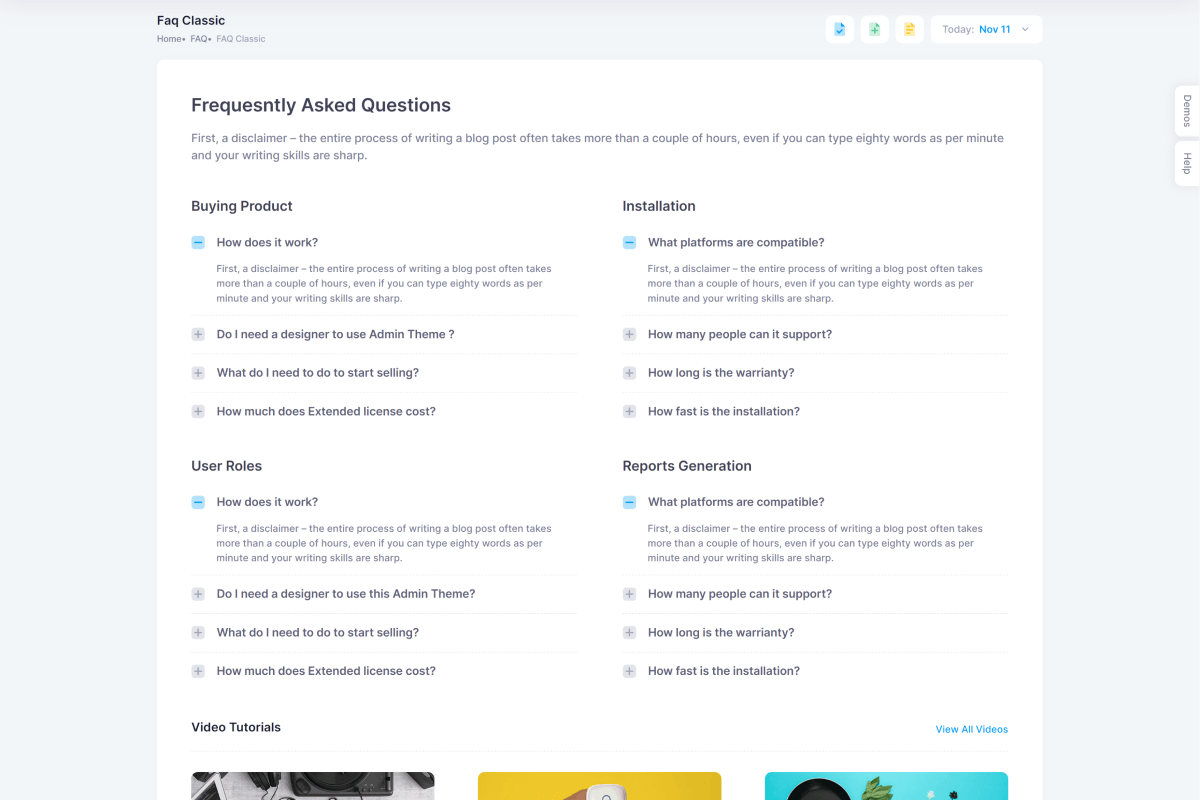 Faq Classic
Home• FAQ• FAQ Classic
Today: Nov 11
Demos
Help
Frequesntly Asked Questions
First, a disclaimer – the entire process of writing a blog post often takes more than a couple of hours, even if you can type eighty words as per minute
and your writing skills are sharp.
Buying Product
How does it work?
First, a disclaimer – the entire process of writing a blog post often takes
more than a couple of hours, even if you can type eighty words as per
minute and your writing skills are sharp.
Do I need a designer to use Admin Theme ?
What do I need to do to start selling?
How much does Extended license cost?
Installation
What platforms are compatible?
First, a disclaimer – the entire process of writing a blog post often takes
more than a couple of hours, even if you can type eighty words as per
minute and your writing skills are sharp.
How many people can it support?
How long is the warrianty?
How fast is the installation?
User Roles
How does it work?
First, a disclaimer – the entire process of writing a blog post often takes
more than a couple of hours, even if you can type eighty words as per
minute and your writing skills are sharp.
Do I need a designer to use this Admin Theme?
What do I need to do to start selling?
How much does Extended license cost?
Reports Generation
What platforms are compatible?
First, a disclaimer – the entire process of writing a blog post often takes
more than a couple of hours, even if you can type eighty words as per
minute and your writing skills are sharp.
How many people can it support?
How long is the warrianty?
How fast is the installation?
Video Tutorials
View All Videos